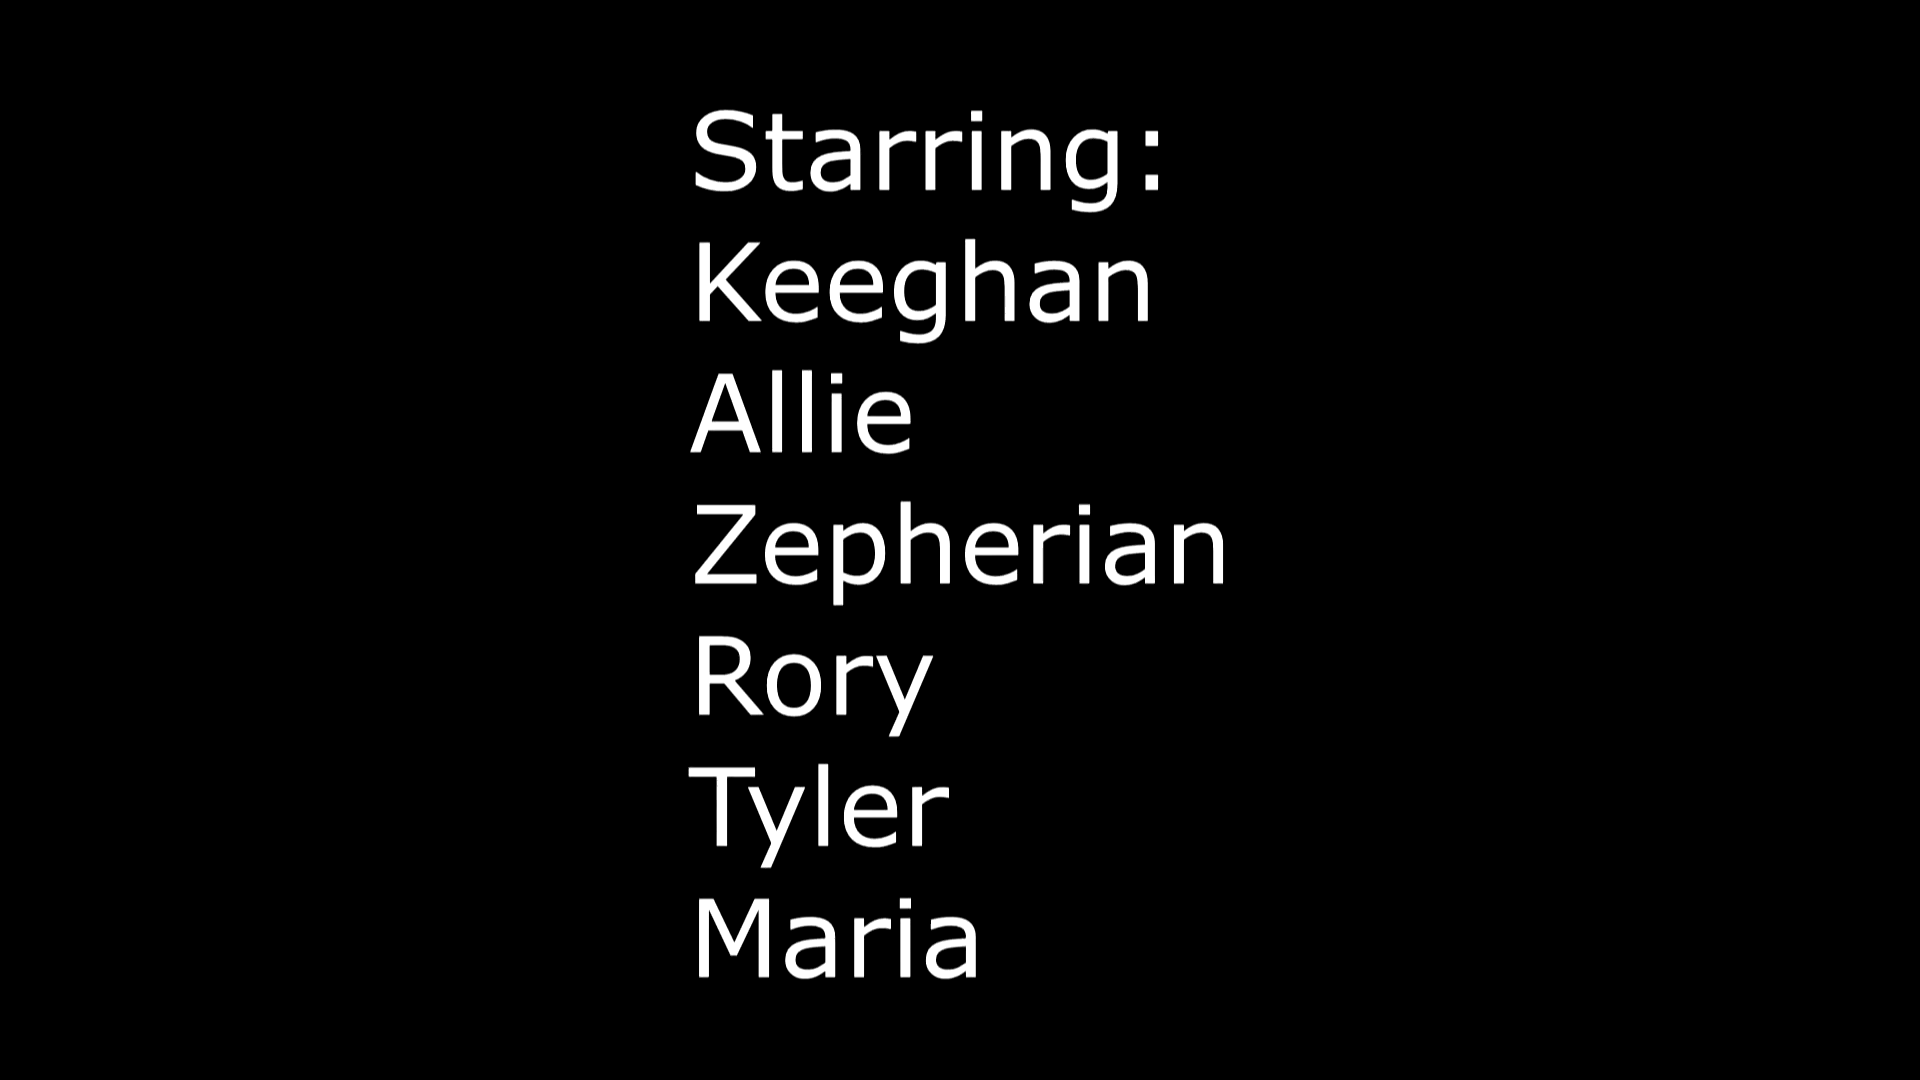 Starring:
Keeghan
Allie
Zepherian
Rory
Tyler
Maria